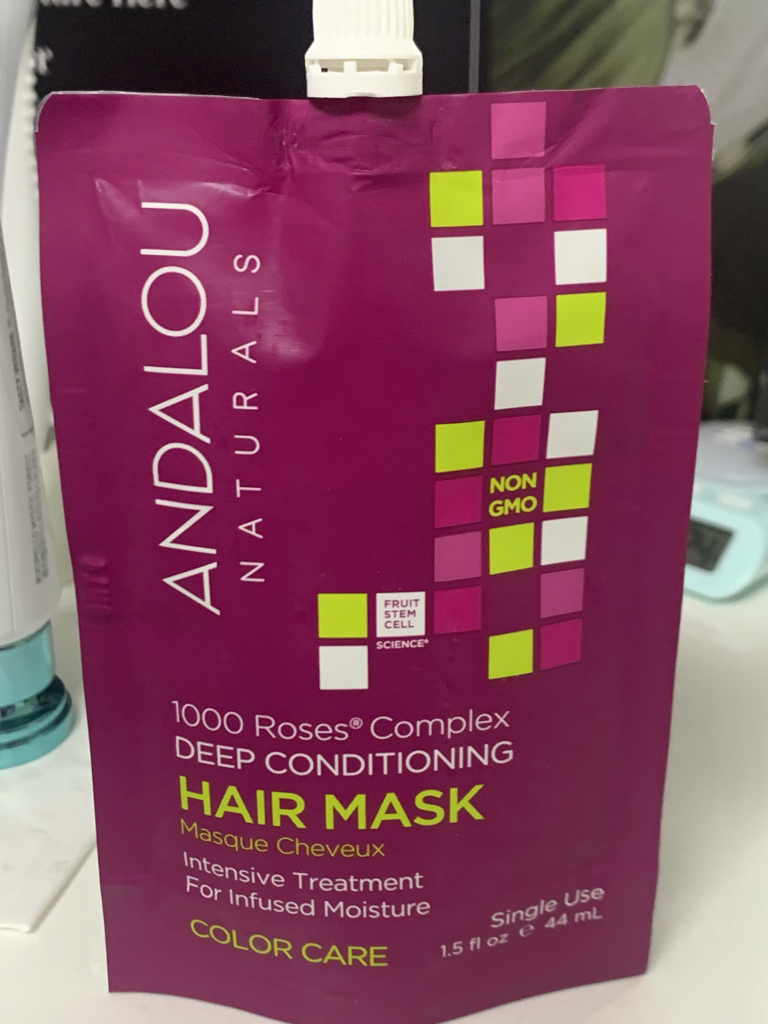 ANDALOU
NATURALS
NON
GMO
FRUIT
STEM
CELL
SCIENCE®
1000 Roses® Complex
DEEP CONDITIONING
HAIR MASK
Masque Cheveux
Intensive Treatment
For Infused Moisture
COLOR CARE
Single Use
1.5 fl oz ℮ 44 mL